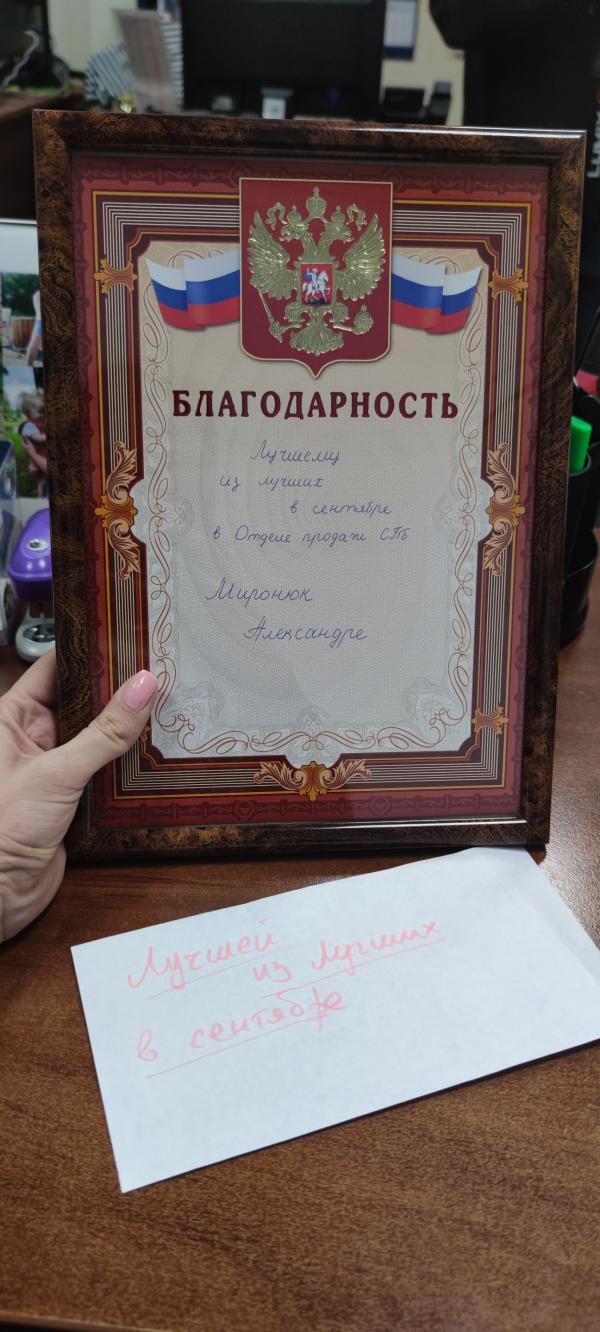 БЛАГОДАРНОСТЬ
Лучшему
из лучших
в сентябре
в Отделе продаж СПб
Миронюк
Александре
Лучшей
из лучших
в сентябре